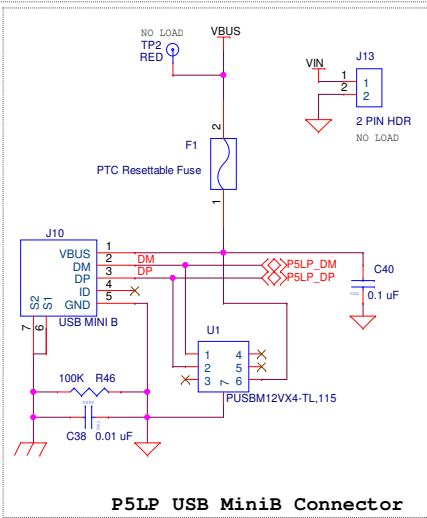 NO LOAD
TP2
RED
VBUS
VIN
J13
1
2
1
2
2 PIN HDR
NO LOAD
2
F1
PTC Resettable Fuse
1
J10
VBUS
DM
DP
ID
GND
S2
S1
1
2
3
4
5
7
6
USB MINI B
DM
DP
P5LP_DM
P5LP_DP
C40
0.1 uF
U1
1
2
3
4
5
6
7
PUSBM12VX4-TL,115
100K
R46
C38
0.01 uF
P5LP USB MiniB Connector